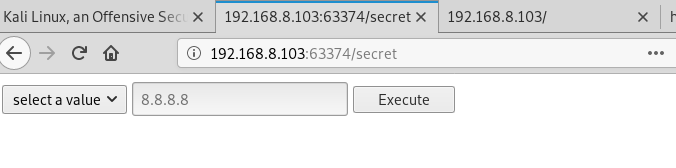 Kali Linux, an Offensive Secu 192.168.8.103:63374/secret 192.168.8.103/ h
192.168.8.103:63374/secret
select a value 8.8.8.8 Execute